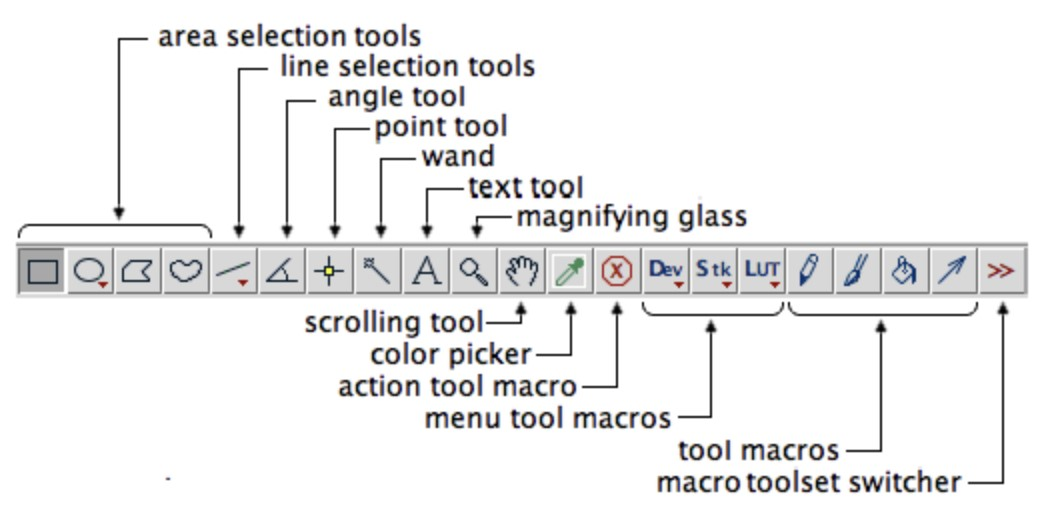 area selection tools
line selection tools
angle tool
point tool
wand
text tool
magnifying glass
A Dev Stk LUT >>
scrolling tool
color picker
action tool macro
menu tool macros
tool macros
macro toolset switcher